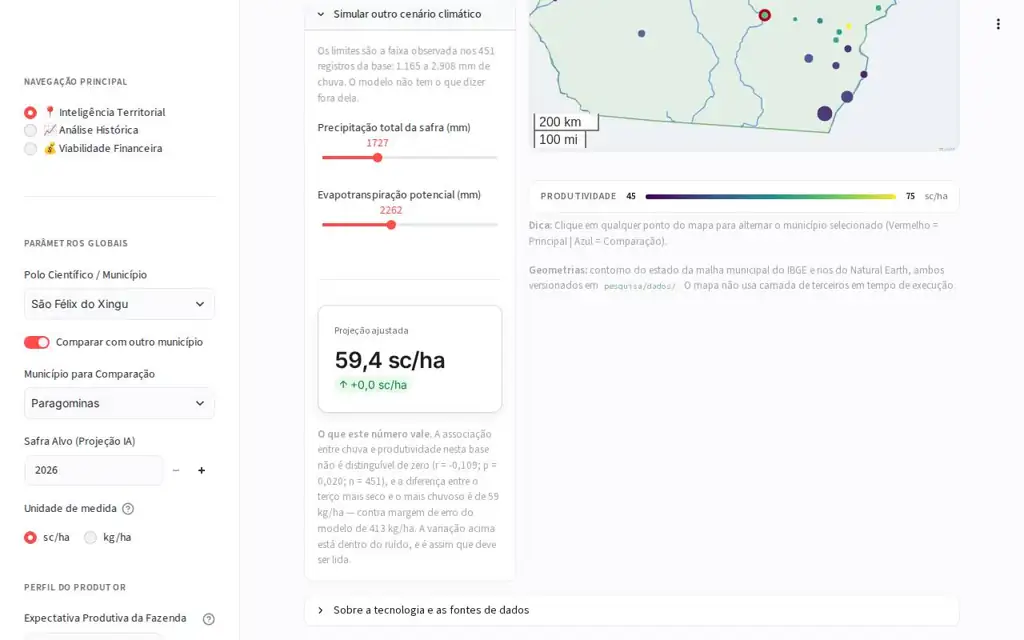 NAVEGAÇÃO PRINCIPAL
📍 Inteligência Territorial
📈 Análise Histórica
💰 Viabilidade Financeira
PARÂMETROS GLOBAIS
Polo Científico / Município
São Félix do Xingu
Comparar com outro município
Município para Comparação
Paragominas
Safra Alvo (Projeção IA)
2026
Unidade de medida
sc/ha
kg/ha
PERFIL DO PRODUTOR
Expectativa Produtiva da Fazenda
Simular outro cenário climático
Os limites são a faixa observada nos 451
registros da base: 1.165 a 2.908 mm de
chuva. O modelo não tem o que dizer
fora dela.
Precipitação total da safra (mm)
1727
Evapotranspiração potencial (mm)
2262
Projeção ajustada
59,4 sc/ha
↑ +0,0 sc/ha
O que este número vale. A associação
entre chuva e produtividade nesta base
não é distinguível de zero (r = -0,109; p =
0,020; n = 451), e a diferença entre o
terço mais seco e o mais chuvoso é de 59
kg/ha — contra margem de erro do
modelo de 413 kg/ha. A variação acima
está dentro do ruído, e é assim que deve
ser lida.
200 km
100 mi
PRODUTIVIDADE 45 75 sc/ha
Dica: Clique em qualquer ponto do mapa para alternar o município selecionado (Vermelho =
Principal | Azul = Comparação).
Geometrias: contorno do estado da malha municipal do IBGE e rios do Natural Earth, ambos
versionados em pesquisa/dados/ O mapa não usa camada de terceiros em tempo de execução.
Sobre a tecnologia e as fontes de dados